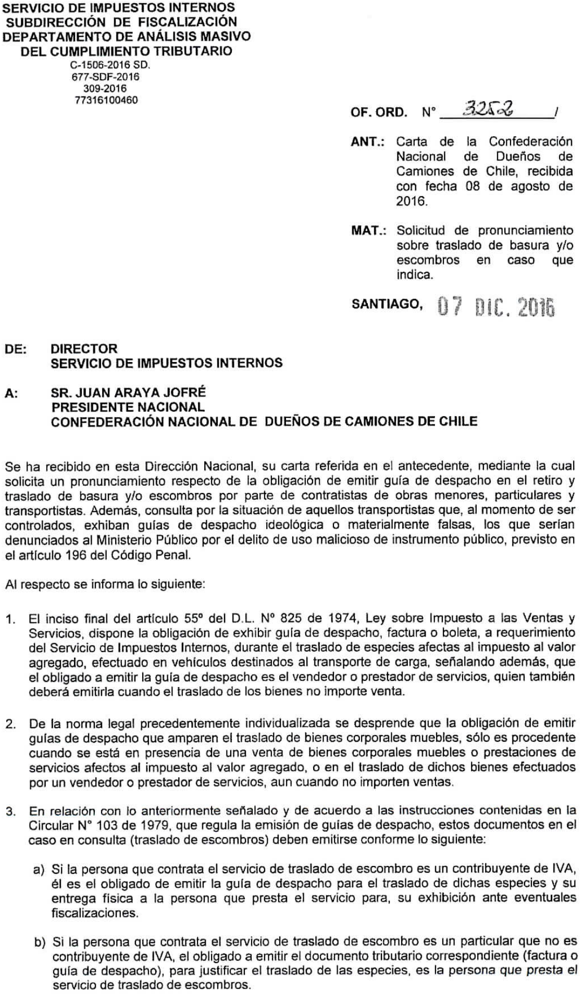 SERVICIO DE IMPUESTOS INTERNOS
SUBDIRECCIÓN DE FISCALIZACIÓN
DEPARTAMENTO DE ANÁLISIS MASIVO
DEL CUMPLIMIENTO TRIBUTARIO
C-1506-2016 SD.
677-SDF-2016
309-2016
77316100460
OF. ORD. N° 3252 /
ANT.: Carta de la Confederación
Nacional de Dueños de
Camiones de Chile, recibida
con fecha 08 de agosto de
2016.
MAT.: Solicitud de pronunciamiento
sobre traslado de basura y/o
escombros en caso que
indica.
SANTIAGO, 07 DIC. 2016
DE: DIRECTOR
SERVICIO DE IMPUESTOS INTERNOS
A: SR. JUAN ARAYA JOFRÉ
PRESIDENTE NACIONAL
CONFEDERACIÓN NACIONAL DE DUEÑOS DE CAMIONES DE CHILE
Se ha recibido en esta Dirección Nacional, su carta referida en el antecedente, mediante la cual
solicita un pronunciamiento respecto de la obligación de emitir guía de despacho en el retiro y
traslado de basura y/o escombros por parte de contratistas de obras menores, particulares y
transportistas. Además, consulta por la situación de aquellos transportistas que, al momento de ser
controlados, exhiban guías de despacho ideológica o materialmente falsas, los que serían
denunciados al Ministerio Público por el delito de uso malicioso de instrumento público, previsto en
el artículo 196 del Código Penal.
Al respecto se informa lo siguiente:
1. El inciso final del artículo 55º del D.L. Nº 825 de 1974, Ley sobre Impuesto a las Ventas y
Servicios, dispone la obligación de exhibir guía de despacho, factura o boleta, a requerimiento
del Servicio de Impuestos Internos, durante el traslado de especies afectas al impuesto al valor
agregado, efectuado en vehículos destinados al transporte de carga, señalando además, que
el obligado a emitir la guía de despacho es el vendedor o prestador de servicios, quien también
deberá emitirla cuando el traslado de los bienes no importe venta.
2. De la norma legal precedentemente individualizada se desprende que la obligación de emitir
guías de despacho que amparen el traslado de bienes corporales muebles, sólo es procedente
cuando se está en presencia de una venta de bienes corporales muebles o prestaciones de
servicios afectos al impuesto al valor agregado, o en el traslado de dichos bienes efectuados
por un vendedor o prestador de servicios, aun cuando no importen ventas.
3. En relación con lo anteriormente señalado y de acuerdo a las instrucciones contenidas en la
Circular N° 103 de 1979, que regula la emisión de guías de despacho, estos documentos en el
caso en consulta (traslado de escombros) deben emitirse conforme lo siguiente:
a) Si la persona que contrata el servicio de traslado de escombro es un contribuyente de IVA,
él es el obligado de emitir la guía de despacho para el traslado de dichas especies y su
entrega física a la persona que presta el servicio para, su exhibición ante eventuales
fiscalizaciones.
b) Si la persona que contrata el servicio de traslado de escombro es un particular que no es
contribuyente de IVA, el obligado a emitir el documento tributario correspondiente (factura o
guía de despacho), para justificar el traslado de las especies, es la persona que presta el
servicio de traslado de escombros.